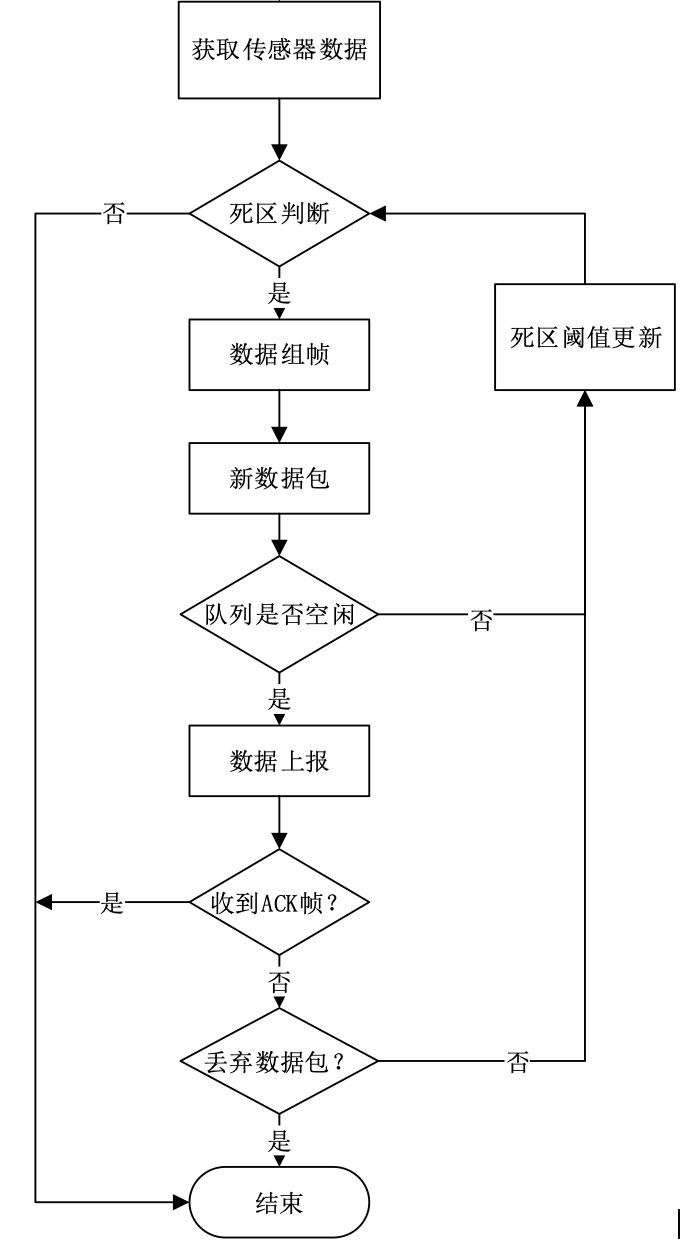 获取传感器数据
否
死区判断
是
死区阈值更新
数据组帧
新数据包
队列是否空闲
否
是
数据上报
是
收到ACK帧？
否
丢弃数据包？
否
是
结束